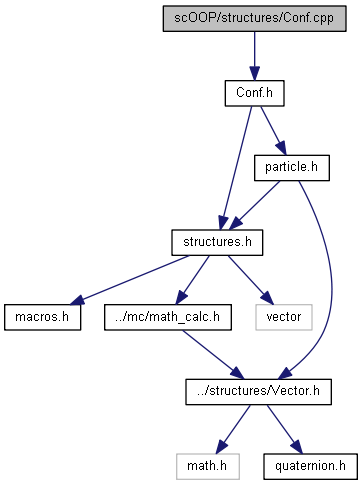 scOOP/structures/Conf.cpp
Conf.h
particle.h
structures.h
macros.h
../mc/math_calc.h
vector
../structures/Vector.h
math.h
quaternion.h